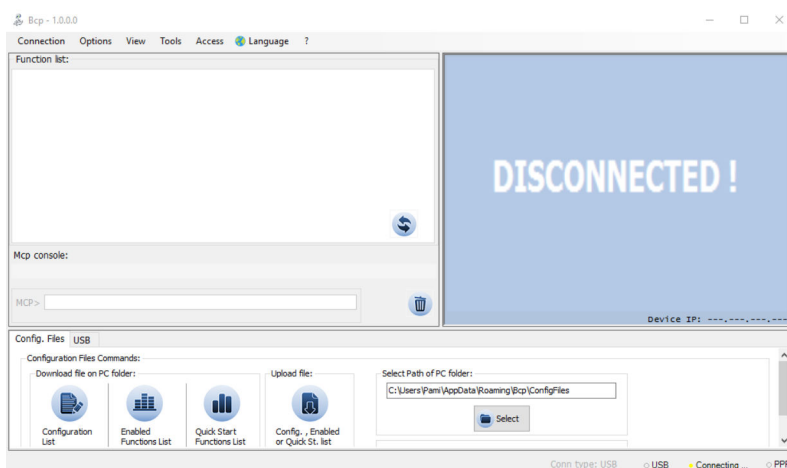 Bcp - 1.0.0.0
Connection Options View Tools Access Language ?
Function list:
DISCONNECTED !
Mcp console:
MCP>
Device IP: ---.---.---.---
Config. Files USB
Configuration Files Commands:
Download file on PC folder:
Upload file:
Select Path of PC folder:
C:\Users\Pami\AppData\Roaming\Bcp\ConfigFiles
Select
Configuration
List
Enabled
Functions List
Quick Start
Functions List
Config. , Enabled
or Quick St. list
Conn type: USB USB Connecting ...